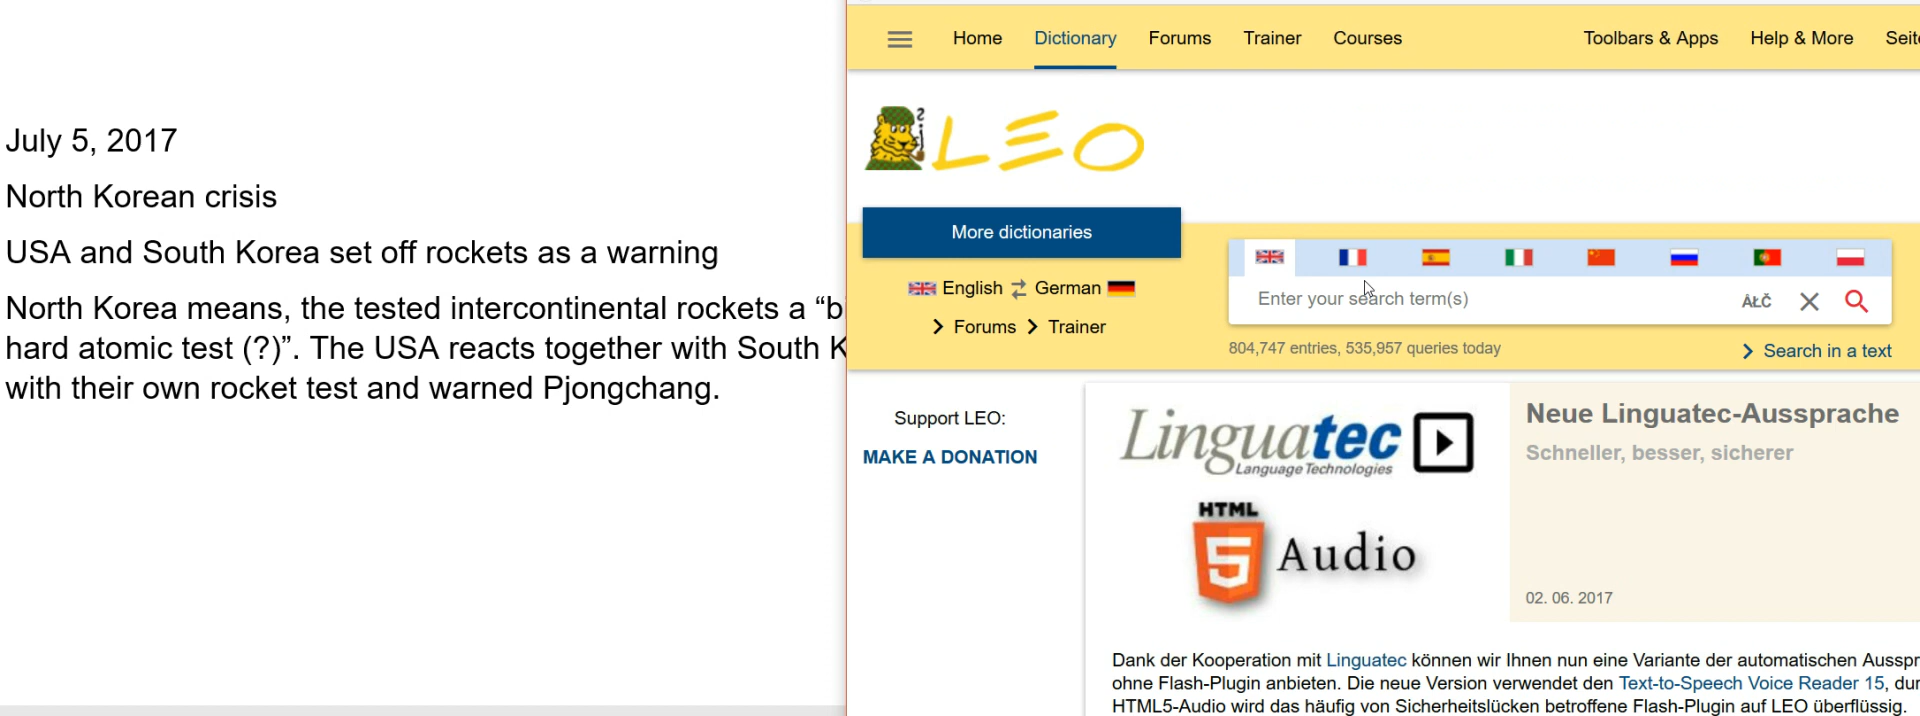 July 5, 2017
North Korean crisis
USA and South Korea set off rockets as a warning
North Korea means, the tested intercontinental rockets a “bi
hard atomic test (?)”. The USA reacts together with South K
with their own rocket test and warned Pjongchang.
Home Dictionary Forums Trainer Courses Toolbars & Apps Help & More Seite
LEO
More dictionaries
English German
Forums Trainer
Enter your search term(s)
ÄŁČ
804,747 entries, 535,957 queries today
Search in a text
Support LEO:
MAKE A DONATION
Linguatec
Language Technologies
HTML
5 Audio
Neue Linguatec-Aussprache
Schneller, besser, sicherer
02. 06. 2017
Dank der Kooperation mit Linguatec können wir Ihnen nun eine Variante der automatischen Ausspr
ohne Flash-Plugin anbieten. Die neue Version verwendet den Text-to-Speech Voice Reader 15, dur
HTML5-Audio wird das häufig von Sicherheitslücken betroffene Flash-Plugin auf LEO überflüssig.